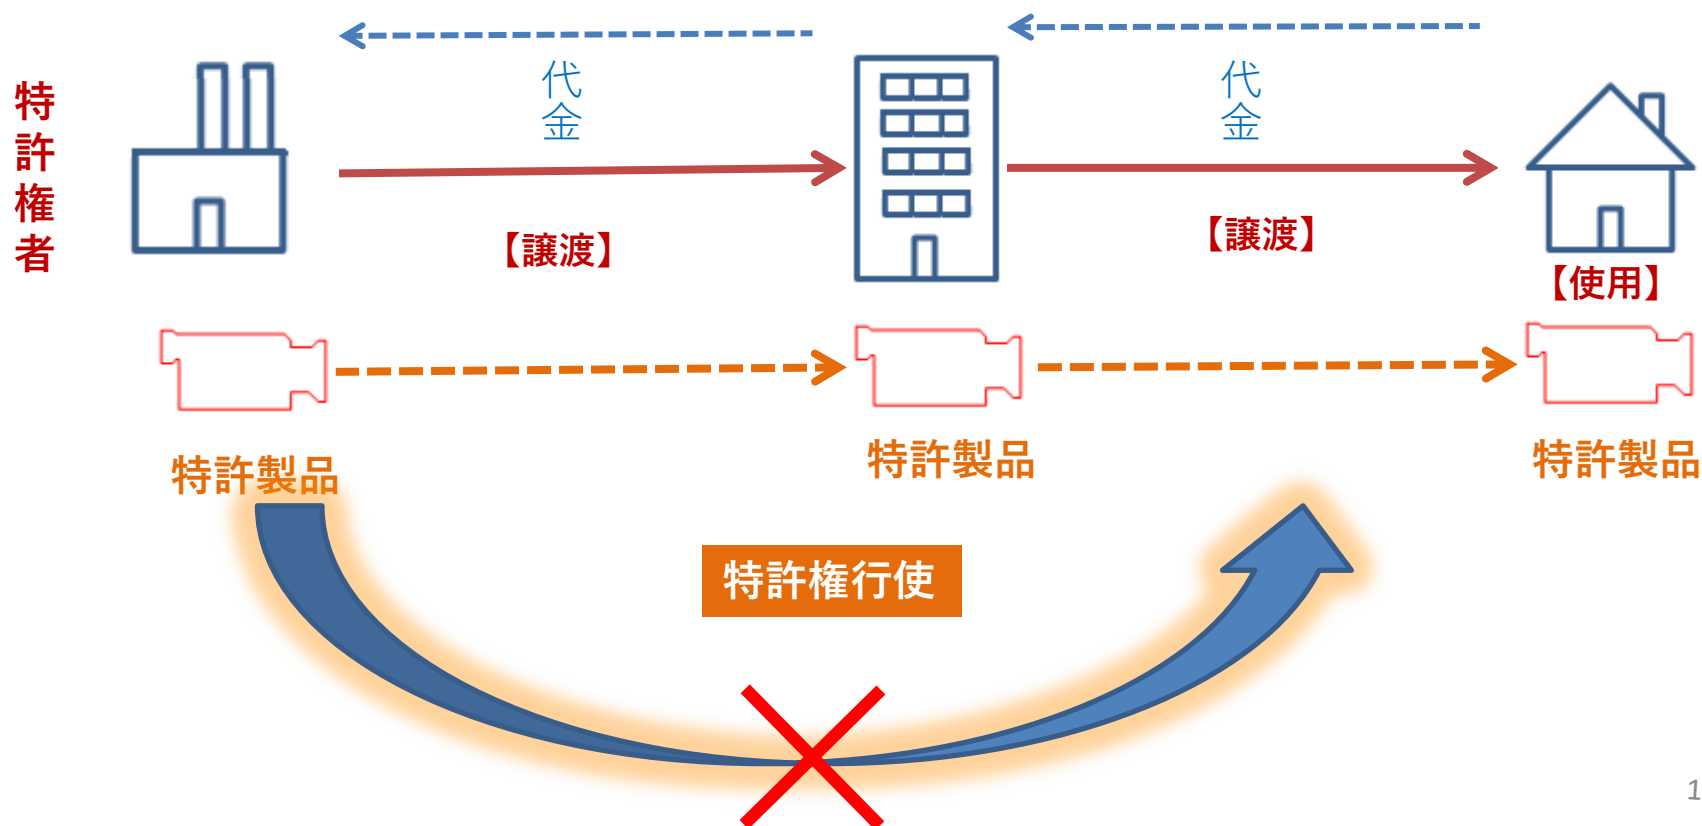 特許権者
代金
代金
【譲渡】
【譲渡】
【使用】
特許製品
特許製品
特許製品
特許権行使
1